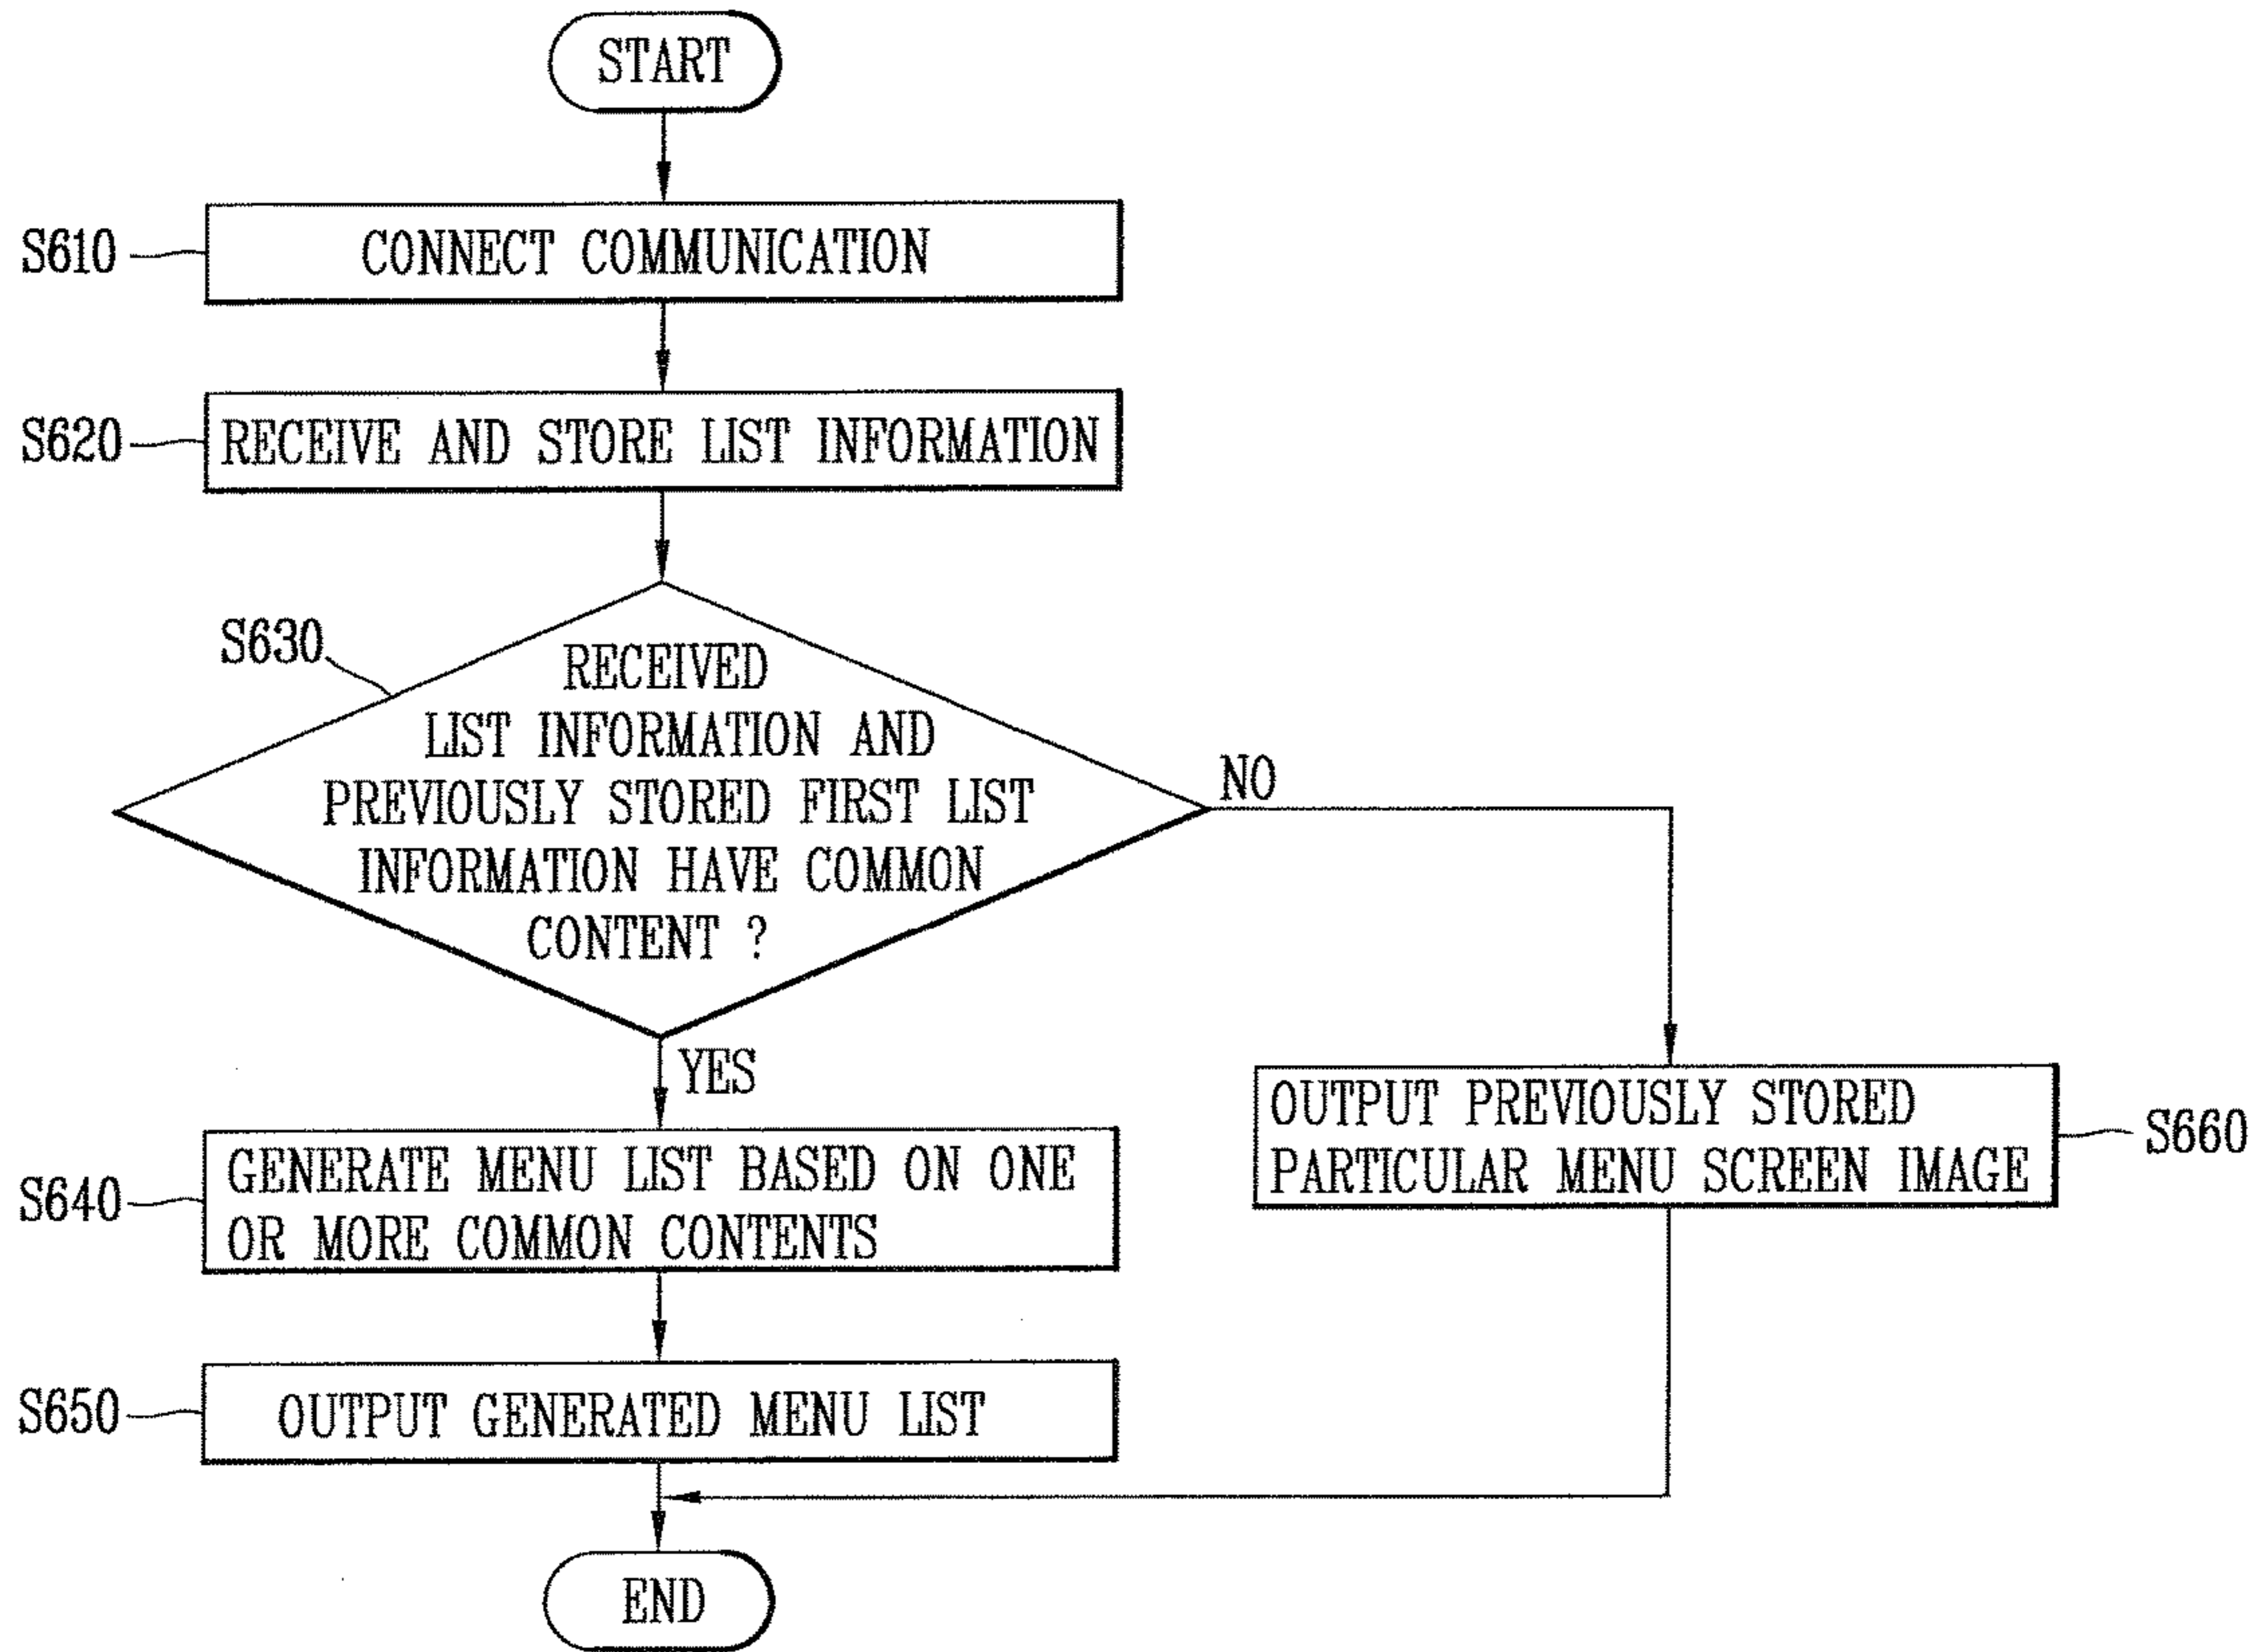 START
S610
CONNECT COMMUNICATION
S620
RECEIVE AND STORE LIST INFORMATION
S630
RECEIVED
LIST INFORMATION AND
PREVIOUSLY STORED FIRST LIST
INFORMATION HAVE COMMON
CONTENT ?
NO
YES
S640
GENERATE MENU LIST BASED ON ONE
OR MORE COMMON CONTENTS
OUTPUT PREVIOUSLY STORED
PARTICULAR MENU SCREEN IMAGE
S660
S650
OUTPUT GENERATED MENU LIST
END